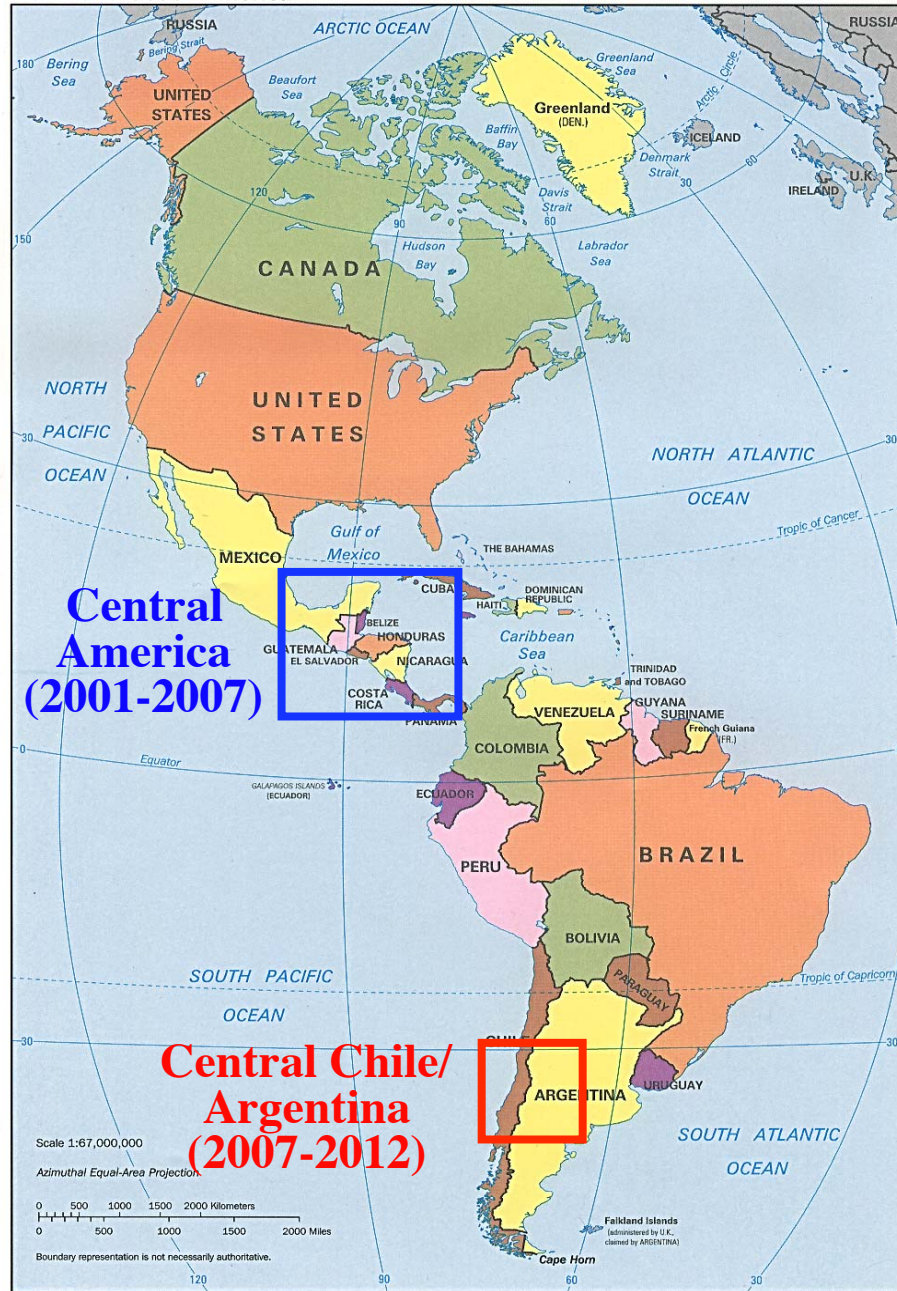 RUSSIA
ARCTIC OCEAN
RUSSIA
180
Bering
Sea
Bering Strait
Beaufort
Sea
Greenland
Sea
Arctic Circle
UNITED
STATES
Greenland
(DEN.)
Baffin
Bay
ICELAND
60
Denmark
Strait
30
U.K.
IRELAND
120
Davis
Strait
60
90
150
Hudson
Bay
Labrador
Sea
CANADA
NORTH
PACIFIC
OCEAN
30
UNITED
STATES
NORTH ATLANTIC
OCEAN
30
Gulf of
Mexico
Tropic of Cancer
MEXICO
THE BAHAMAS
Central
America
(2001-2007)
CUBA
HAITI
DOMINICAN
REPUBLIC
BELIZE
HONDURAS
GUATEMALA
EL SALVADOR
NICARAGUA
Caribbean
Sea
COSTA
RICA
PANAMA
TRINIDAD
and TOBAGO
VENEZUELA
GUYANA
SURINAME
French Guiana
(FR.)
COLOMBIA
0
Equator
0
GALAPAGOS ISLANDS
(ECUADOR)
ECUADOR
PERU
BRAZIL
BOLIVIA
SOUTH PACIFIC
OCEAN
PARAGUAY
Tropic of Capricorn
30
CHILE
30
Central Chile/
Argentina
(2007-2012)
ARGENTINA
URUGUAY
SOUTH ATLANTIC
OCEAN
Scale 1:67,000,000
Azimuthal Equal-Area Projection
0 500 1000 1500 2000 Kilometers
0 500 1000 1500 2000 Miles
Falkland Islands
(administered by U.K.,
claimed by ARGENTINA)
Boundary representation is not necessarily authoritative.
Cape Horn
120
90
60
30